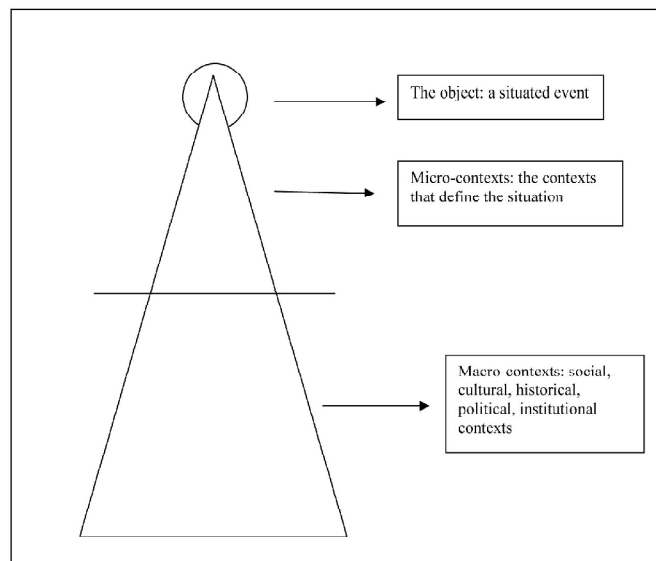 The object: a situated event
Micro-contexts: the contexts
that define the situation
Macro-contexts: social,
cultural, historical,
political, institutional
contexts